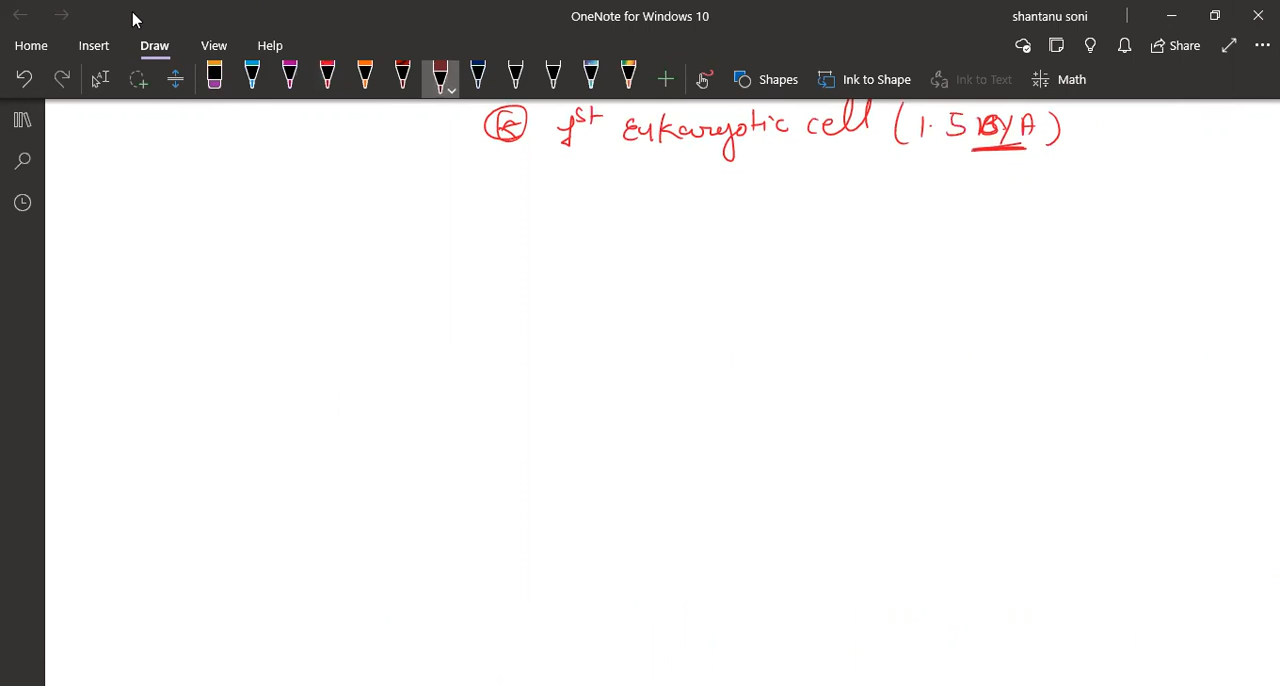 OneNote for Windows 10
shantanu soni
Home Insert Draw View Help
Share
Shapes
Ink to Shape
Ink to Text
Math
1st Eukaryotic cell (1.5 BYA)